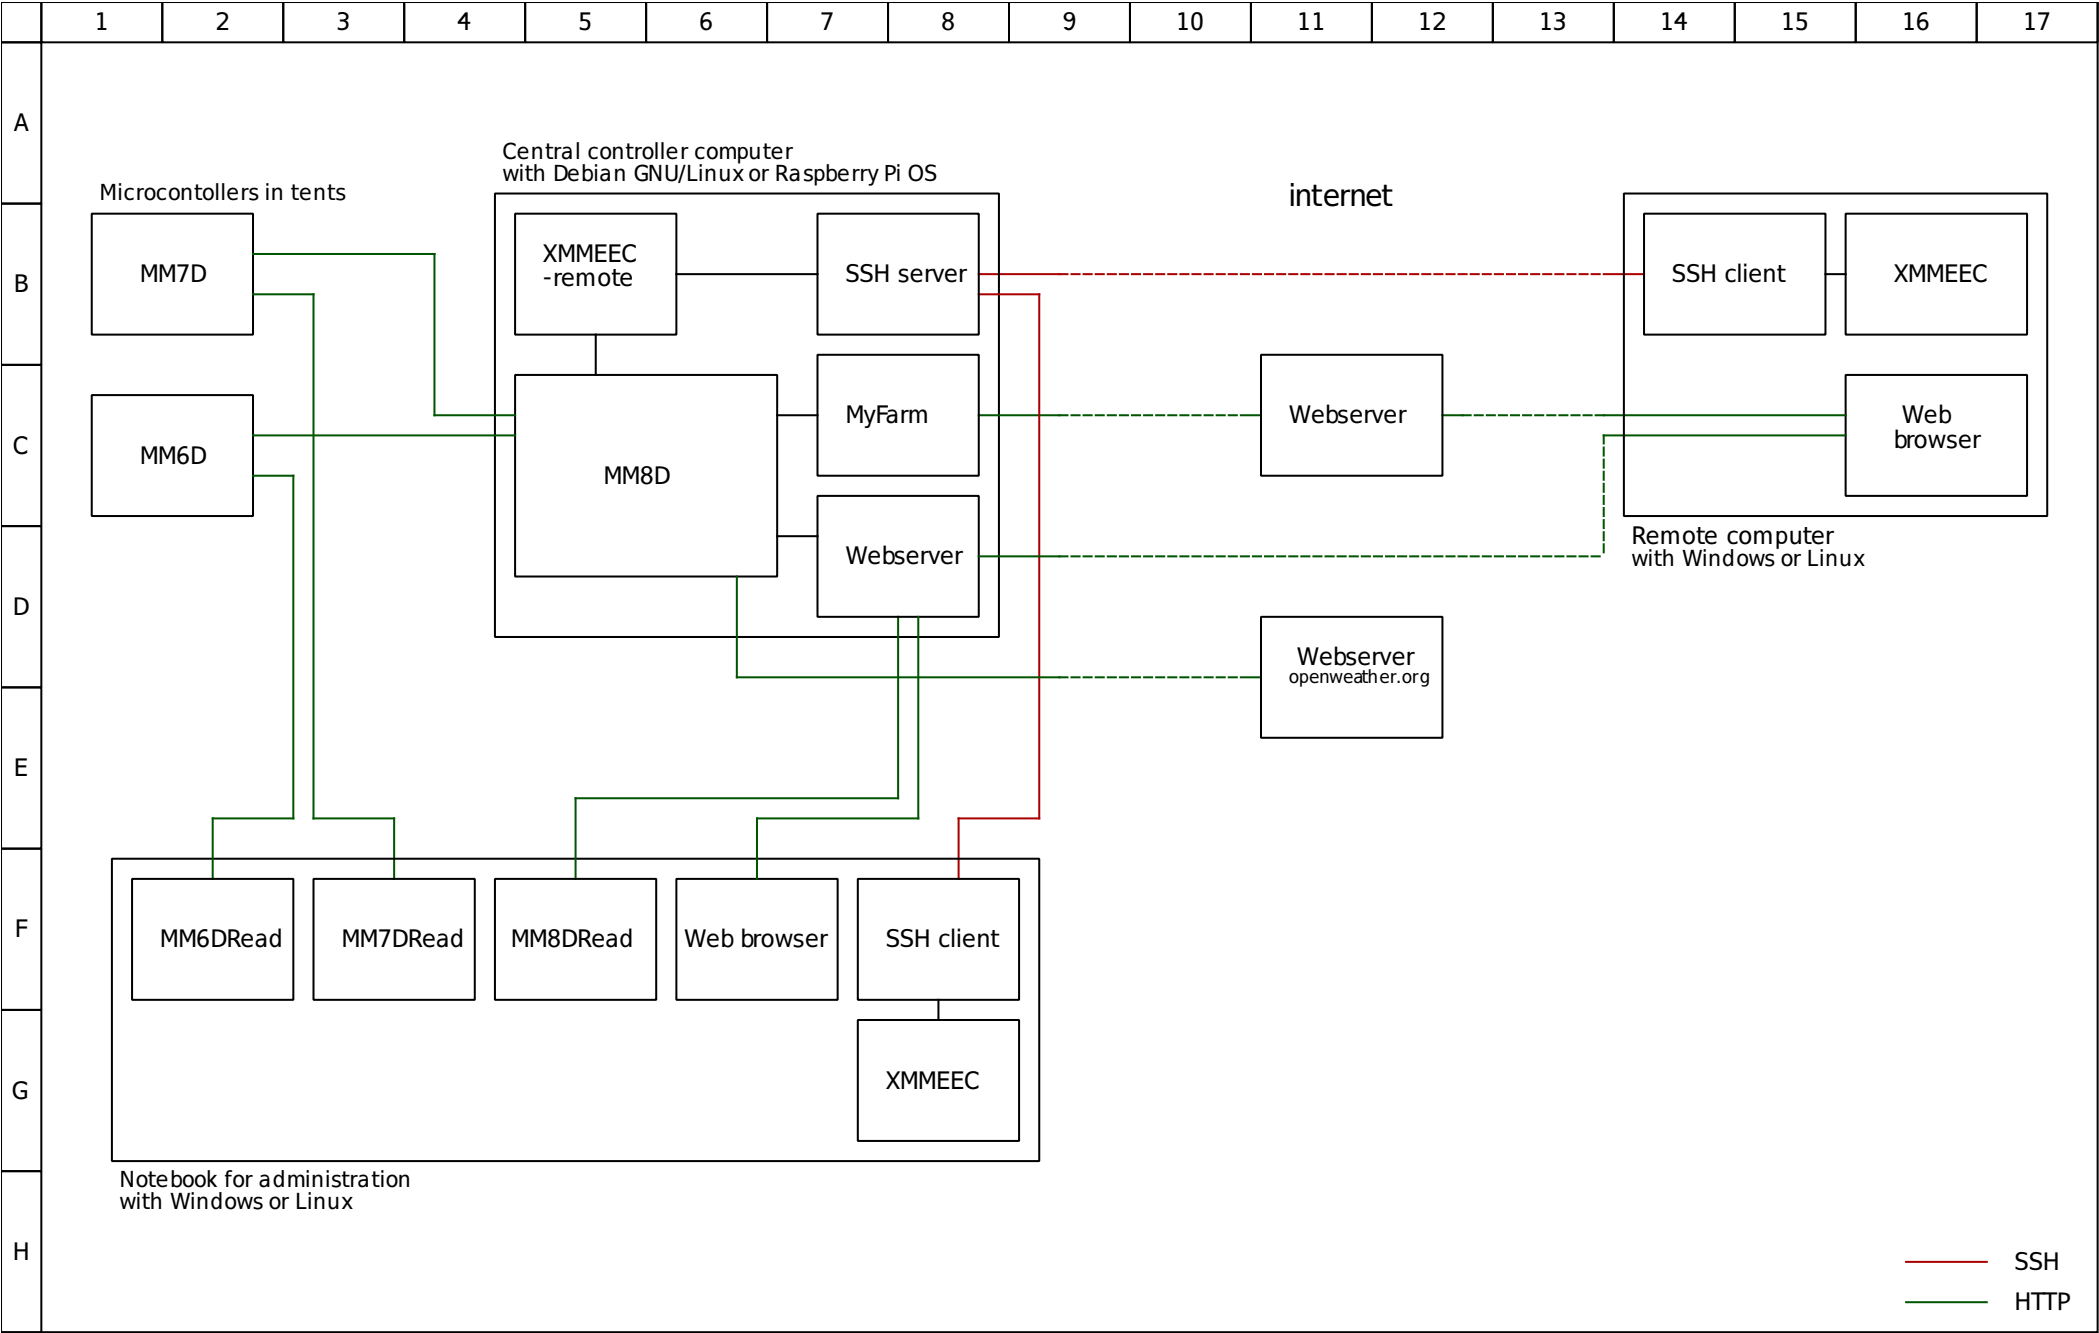 1 2 3 4 5 6 7 8 9 10 11 12 13 14 15 16 17
A
Central controller computer
with Debian GNU/Linux or Raspberry Pi OS
Microcontollers in tents
internet
B
MM7D
XMMEEC
-remote
SSH server
SSH client
XMMEEC
C
MM6D
MM8D
MyFarm
Webserver
Web
browser
Webserver
Remote computer
with Windows or Linux
D
Webserver
openweather.org
E
F
MM6DRead
MM7DRead
MM8DRead
Web browser
SSH client
G
XMMEEC
Notebook for administration
with Windows or Linux
H
SSH
HTTP